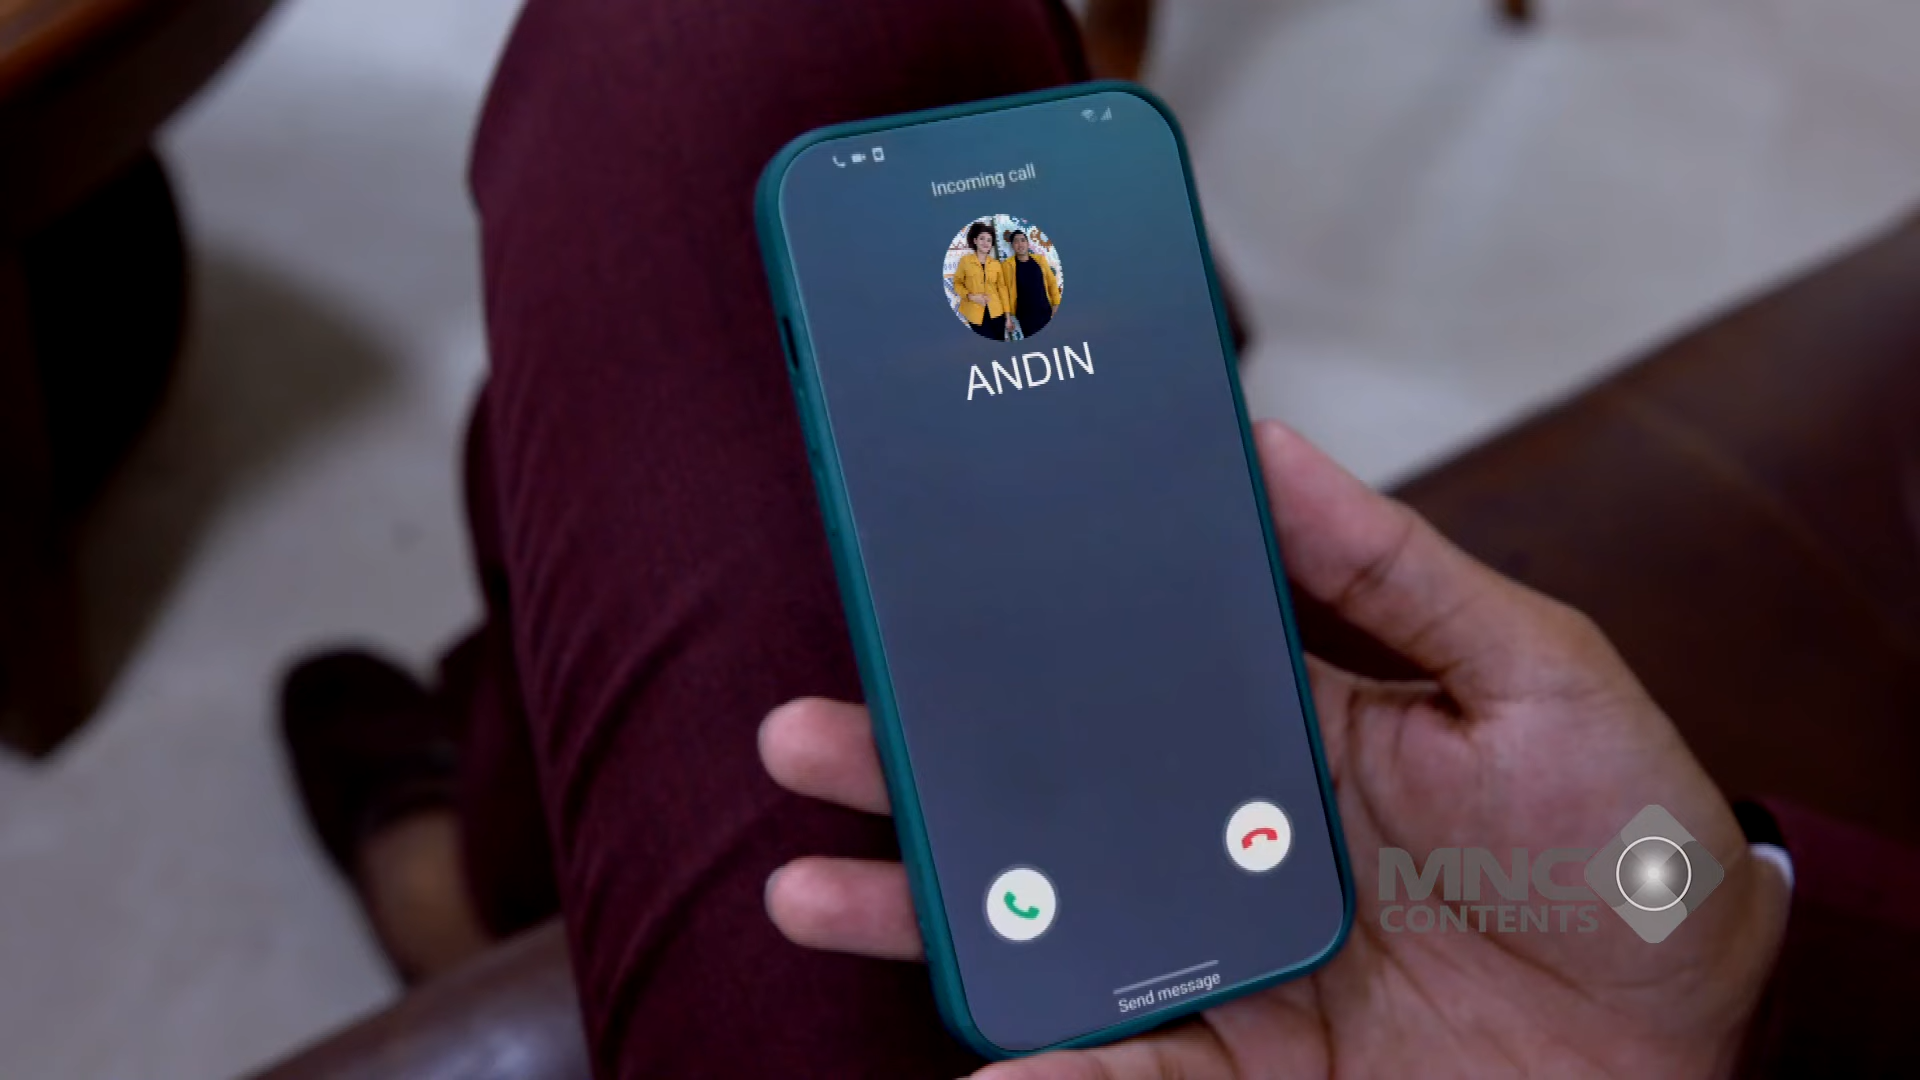 Incoming call
ANDIN
Send message
MNC
CONTENTS